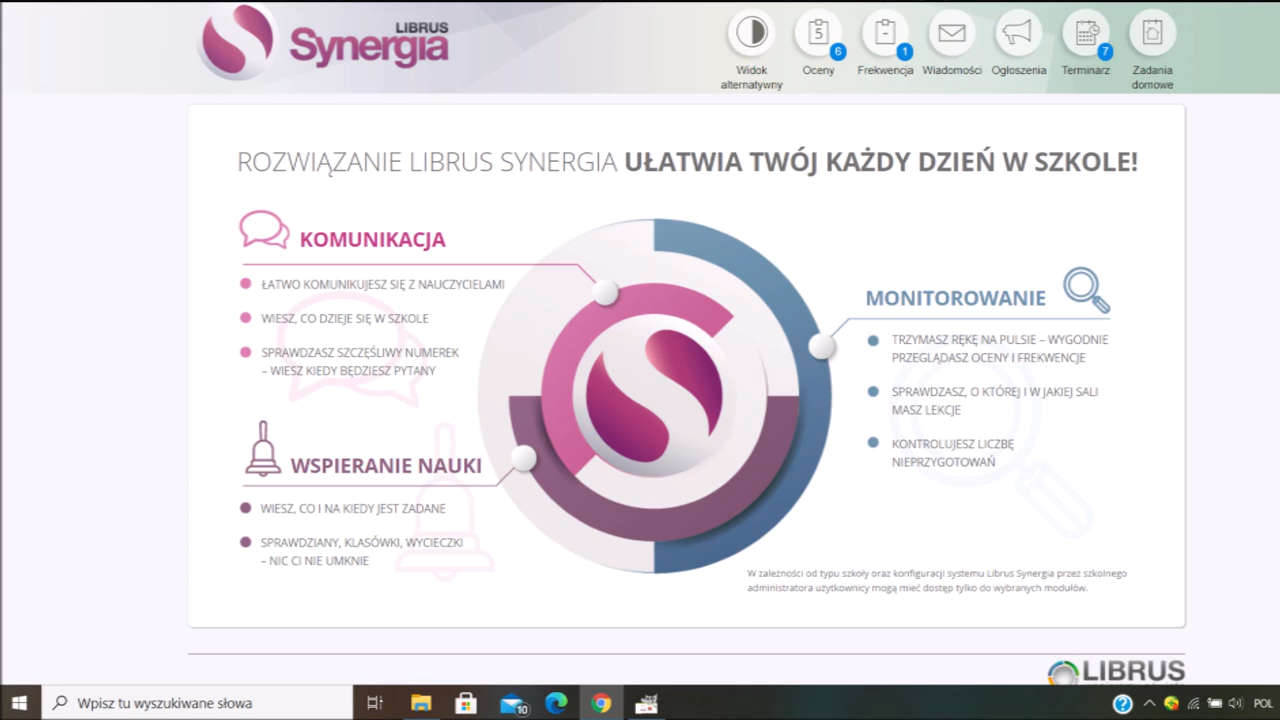 LIBRUS
Synergia
Widok
alternatywny
5
6
Oceny
1
Frekwencja
Wiadomości
Ogłoszenia
7
Terminarz
Zadania
domowe
ROZWIĄZANIE LIBRUS SYNERGIA UŁATWIA TWÓJ KAŻDY DZIEŃ W SZKOLE!
KOMUNIKACJA
ŁATWO KOMUNIKUJESZ SIĘ Z NAUCZYCIELAMI
WIESZ, CO DZIEJE SIĘ W SZKOLE
SPRAWDZASZ SZCZĘŚLIWY NUMEREK
– WIESZ KIEDY BĘDZIESZ PYTANY
WSPIERANIE NAUKI
WIESZ, CO I NA KIEDY JEST ZADANE
SPRAWDZIANY, KLASÓWKI, WYCIECZKI
– NIC CI NIE UMKNIE
MONITOROWANIE
TRZYMASZ RĘKĘ NA PULSIE – WYGODNIE
PRZEGLĄDASZ OCENY I FREKWENCJE
SPRAWDZASZ, O KTÓREJ I W JAKIEJ SALI
MASZ LEKCJE
KONTROLUJESZ LICZBĘ
NIEPRZYGOTOWAŃ
W zależności od typu szkoły oraz konfiguracji systemu Librus Synergia przez szkolnego
administratora użytkownicy mogą mieć dostęp tylko do wybranych modułów.
LIBRUS
Wpisz tu wyszukiwane słowa
10
POL